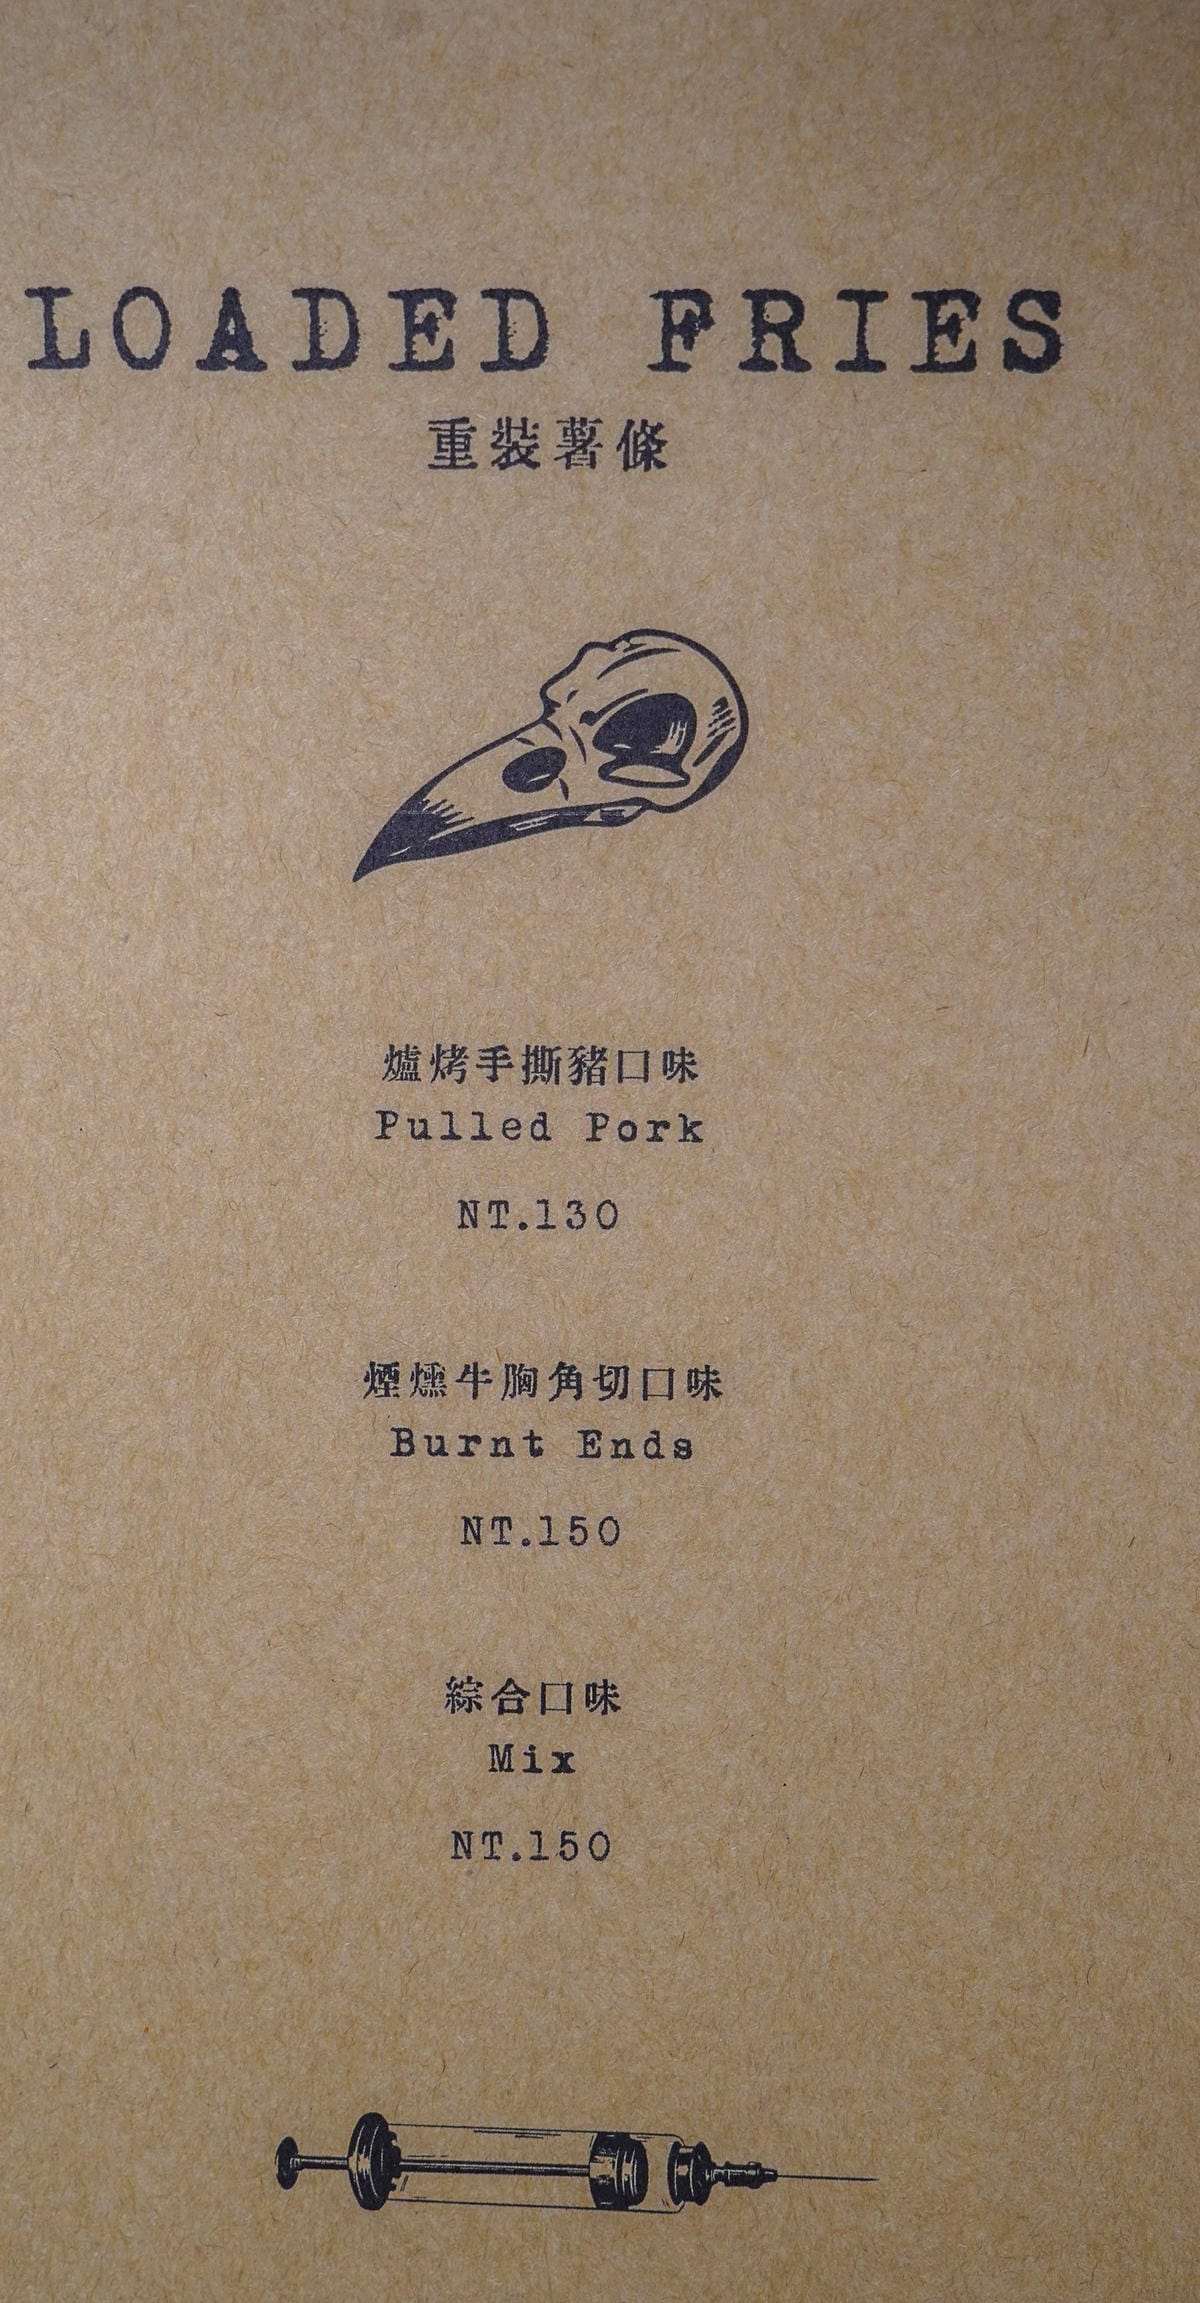 LOADED FRIES
重裝薯條
爐烤手撕豬口味
Pulled Pork
NT.130
煙燻牛胸角切口味
Burnt Ends
NT.150
綜合口味
Mix
NT.150